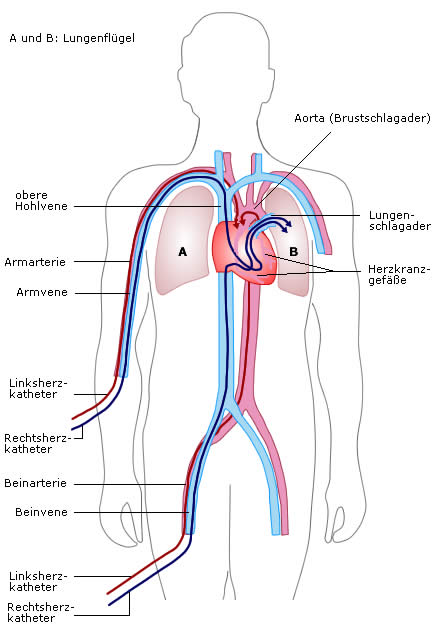 A und B: Lungenflügel
Aorta (Brustschlagader)
obere
Hohlvene
Lungen-
schlagader
A
B
Armarterie
Herzkranz-
gefäße
Armvene
Linksherz-
katheter
Rechtsherz-
katheter
Beinarterie
Beinvene
Linksherz-
katheter
Rechtsherz-
katheter